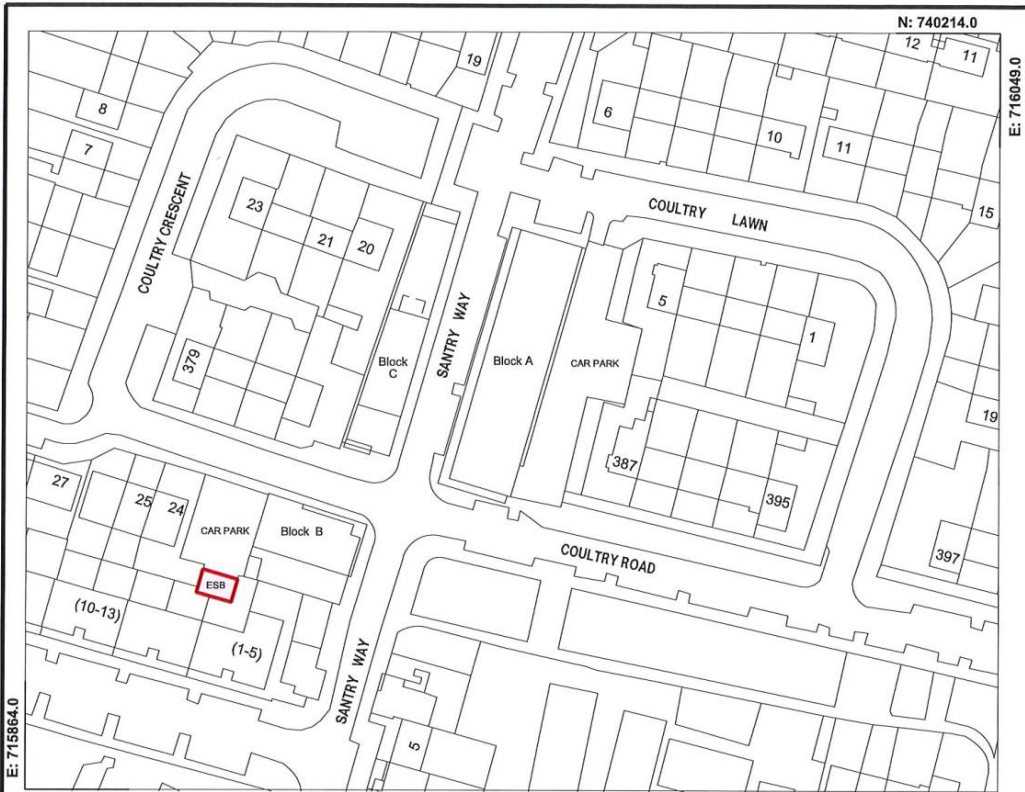 N: 740214.0
E: 716049.0
19
12
11
8
6
7
10
11
COULTRY CRESCENT
23
21
20
COULTRY LAWN
15
SANTRY WAY
5
1
379
Block
C
Block A
CAR PARK
19
387
395
27
25
24
CAR PARK
Block B
COULTRY ROAD
397
ESB
(10-13)
(1-5)
SANTRY WAY
5
E: 715864.0